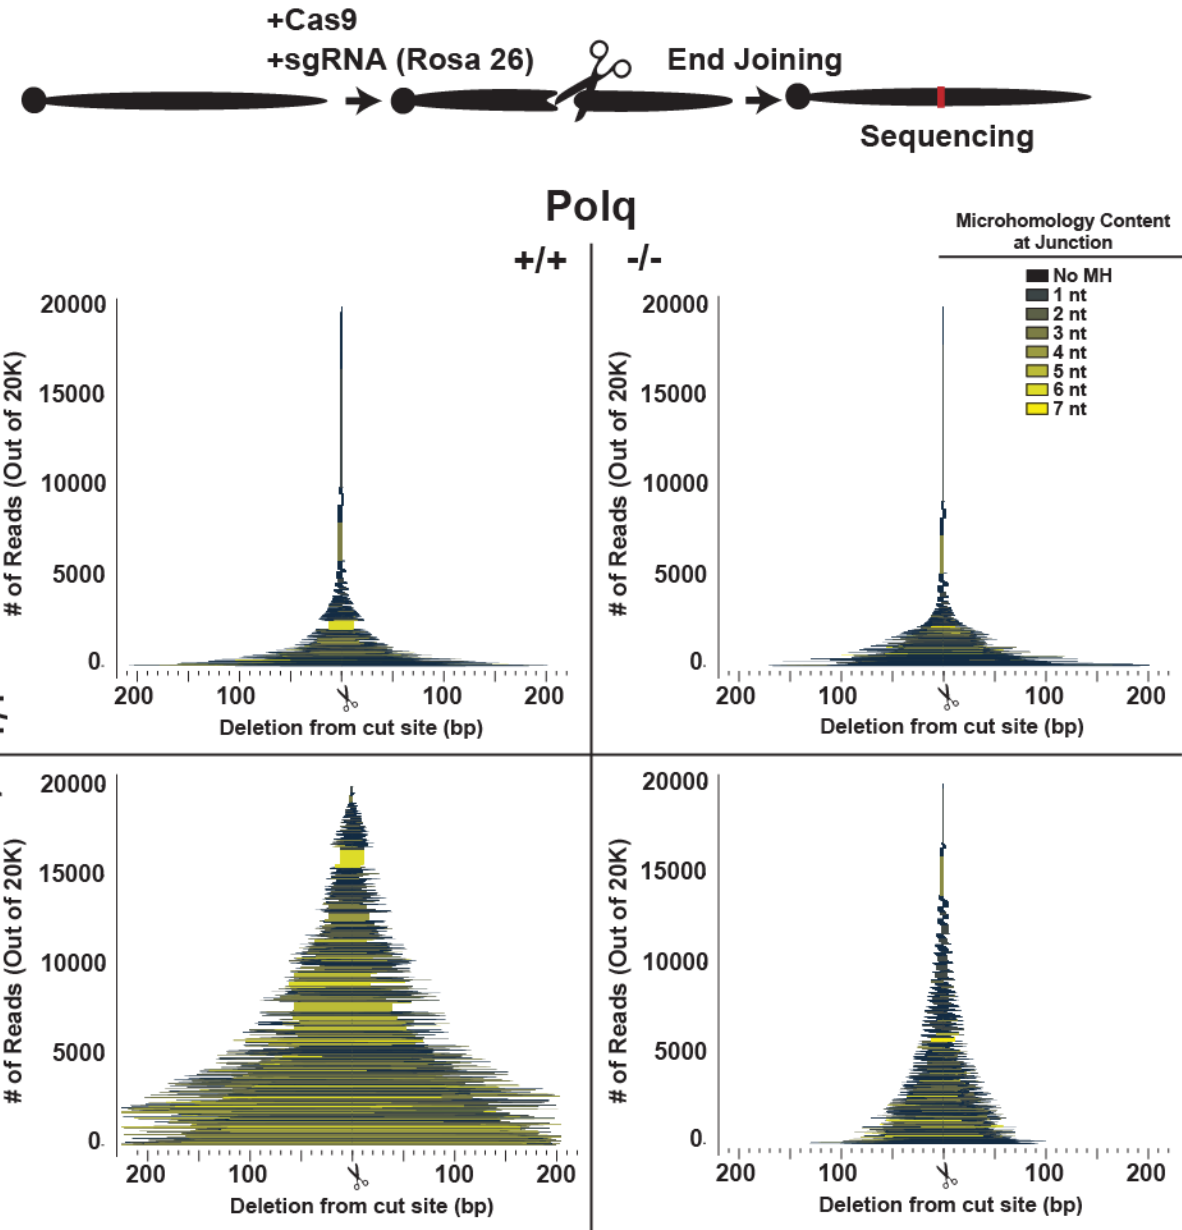 +Cas9
+sgRNA (Rosa 26)
End Joining
Sequencing
Polq
+/+
-/-
Microhomology Content
at Junction
No MH
1 nt
2 nt
3 nt
4 nt
5 nt
6 nt
7 nt
# of Reads (Out of 20K)
20000
15000
10000
5000
0
200
100
100
200
Deletion from cut site (bp)
# of Reads (Out of 20K)
20000
15000
10000
5000
0
200
100
100
200
Deletion from cut site (bp)
# of Reads (Out of 20K)
20000
15000
10000
5000
0
200
100
100
200
Deletion from cut site (bp)
# of Reads (Out of 20K)
20000
15000
10000
5000
0
200
100
100
200
Deletion from cut site (bp)